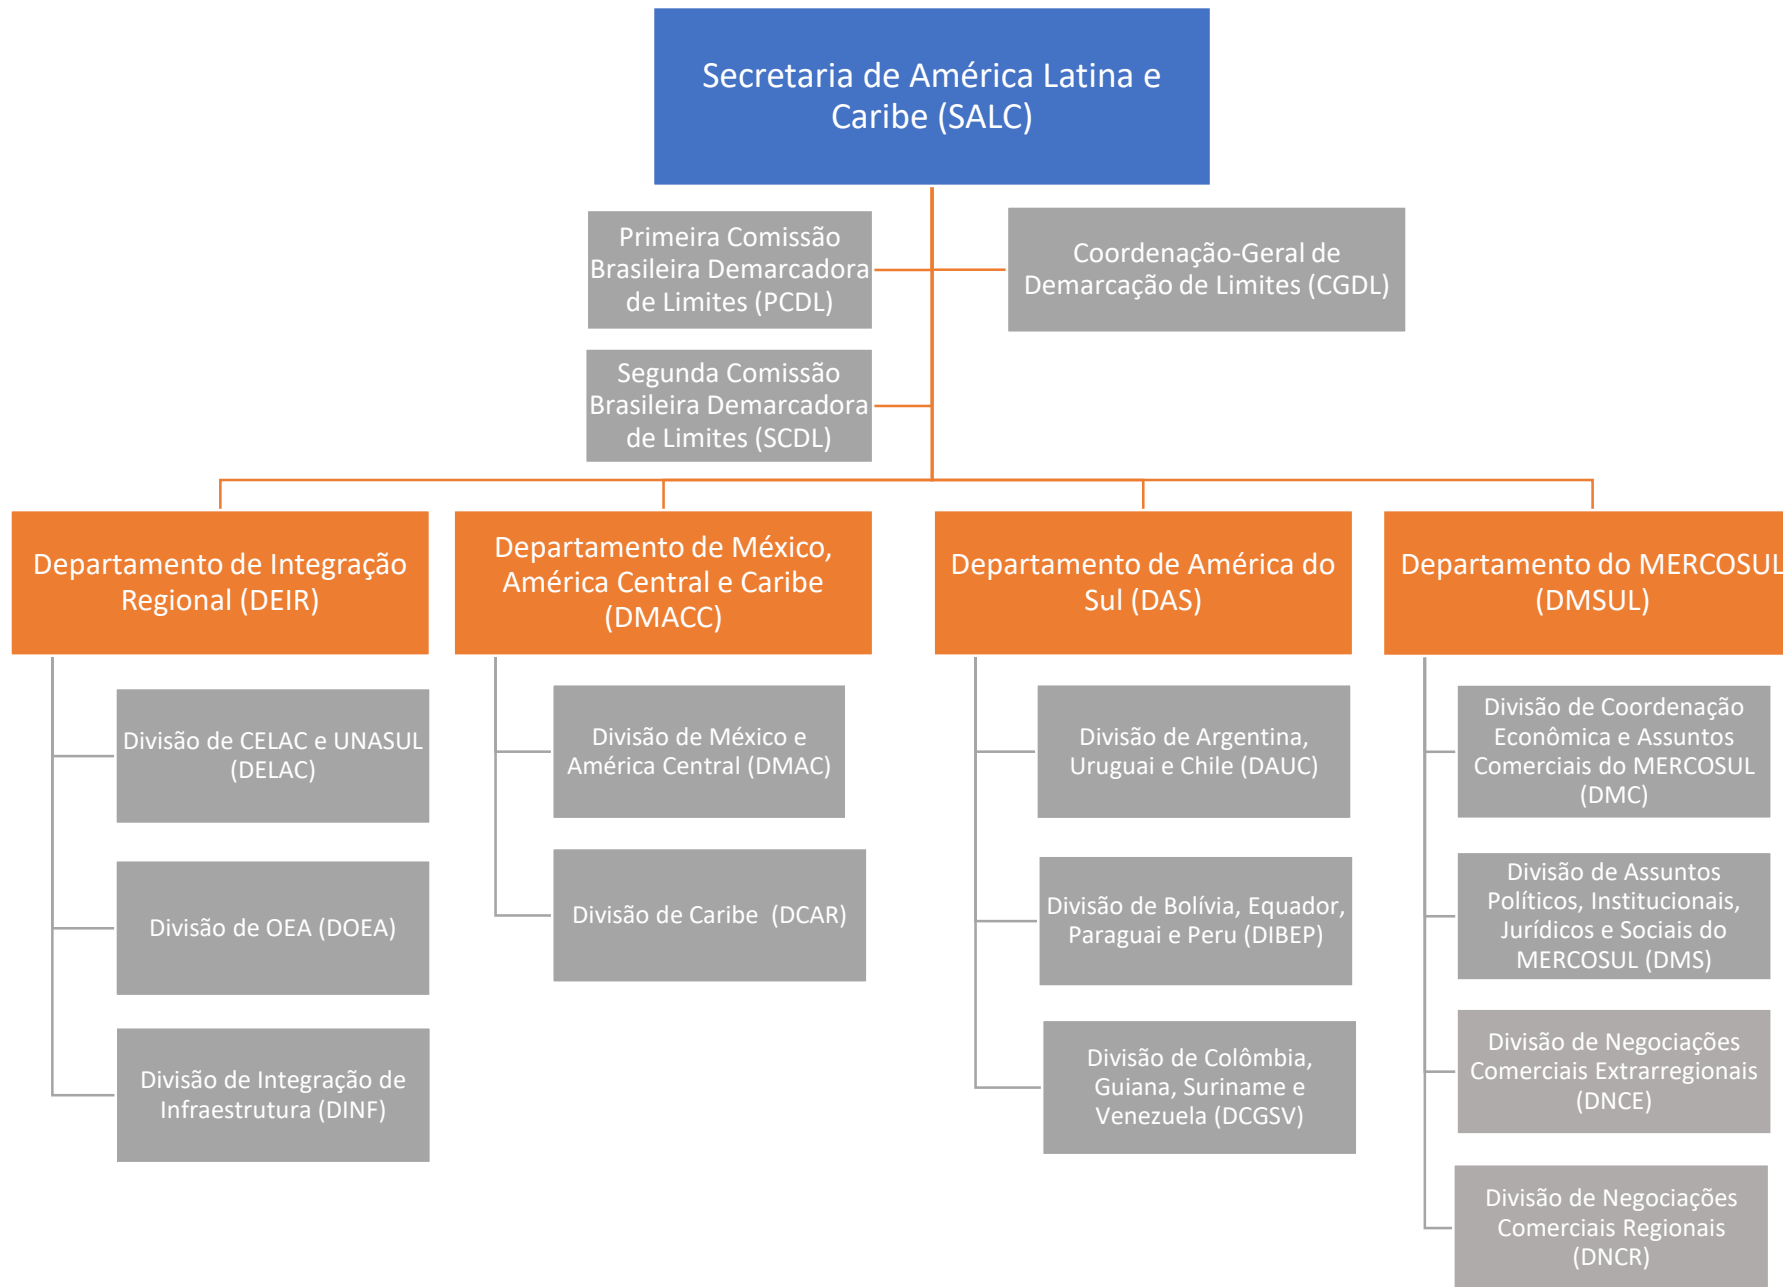 Secretaria de América Latina e
Caribe (SALC)
Primeira Comissão
Brasileira Demarcadora
de Limites (PCDL)
Coordenação-Geral de
Demarcação de Limites (CGDL)
Segunda Comissão
Brasileira Demarcadora
de Limites (SCDL)
Departamento de Integração
Regional (DEIR)
Divisão de CELAC e UNASUL
(DELAC)
Divisão de OEA (DOEA)
Divisão de Integração de
Infraestrutura (DINF)
Departamento de México,
América Central e Caribe
(DMACC)
Divisão de México e
América Central (DMAC)
Divisão de Caribe (DCAR)
Departamento de América do
Sul (DAS)
Divisão de Argentina,
Uruguai e Chile (DAUC)
Divisão de Bolívia, Equador,
Paraguai e Peru (DIBEP)
Divisão de Colômbia,
Guiana, Suriname e
Venezuela (DCGSV)
Departamento do MERCOSUL
(DMSUL)
Divisão de Coordenação
Econômica e Assuntos
Comerciais do MERCOSUL
(DMC)
Divisão de Assuntos
Políticos, Institucionais,
Jurídicos e Sociais do
MERCOSUL (DMS)
Divisão de Negociações
Comerciais Extrarregionais
(DNCE)
Divisão de Negociações
Comerciais Regionais
(DNCR)